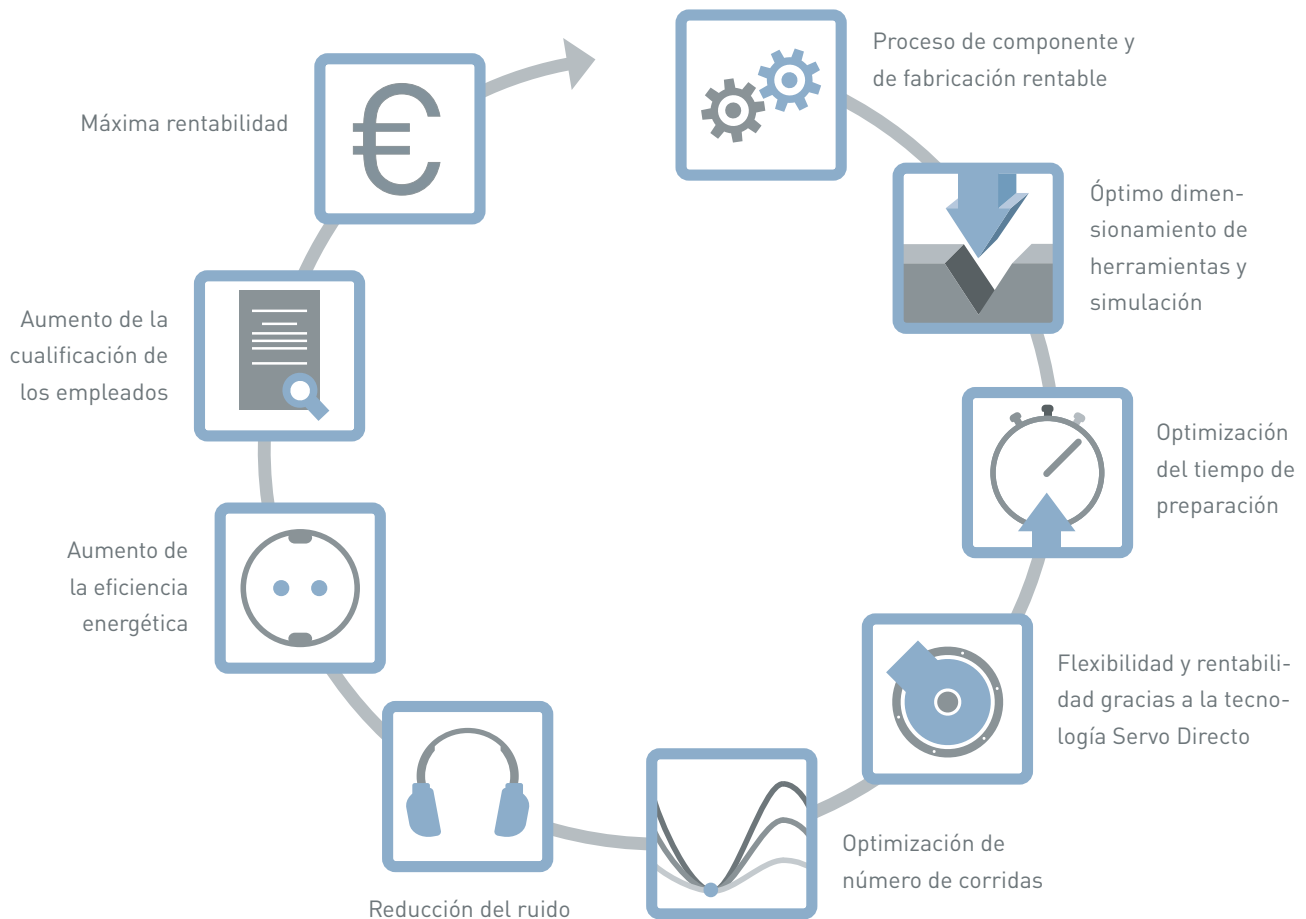 Proceso de componente y
de fabricación rentable
Óptimo dimen-
sionamiento de
herramientas y
simulación
Optimización
del tiempo de
preparación
Flexibilidad y rentabili-
dad gracias a la tecno-
logía Servo Directo
Optimización de
número de corridas
Reducción del ruido
Aumento de
la eficiencia
energética
Aumento de la
cualificación de
los empleados
Máxima rentabilidad
€